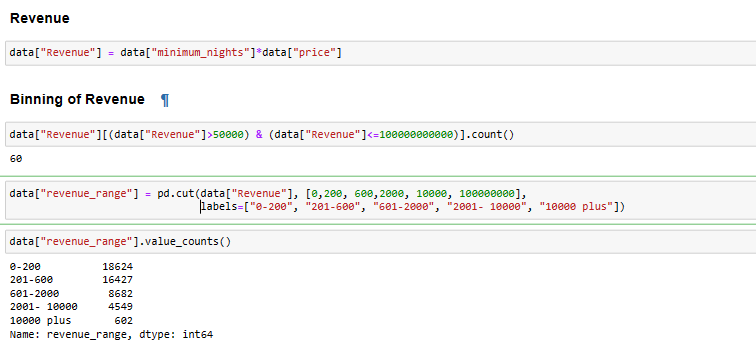 Revenue
data["Revenue"] = data["minimum_nights"]*data["price"]
Binning of Revenue ¶
data["Revenue"][(data["Revenue"]>50000) & (data["Revenue"]<=100000000000)].count()
60
data["revenue_range"] = pd.cut(data["Revenue"], [0,200, 600,2000, 10000, 100000000],
labels=["0-200", "201-600", "601-2000", "2001- 10000", "10000 plus"])
data["revenue_range"].value_counts()
0-200 18624
201-600 16427
601-2000 8682
2001- 10000 4549
10000 plus 602
Name: revenue_range, dtype: int64